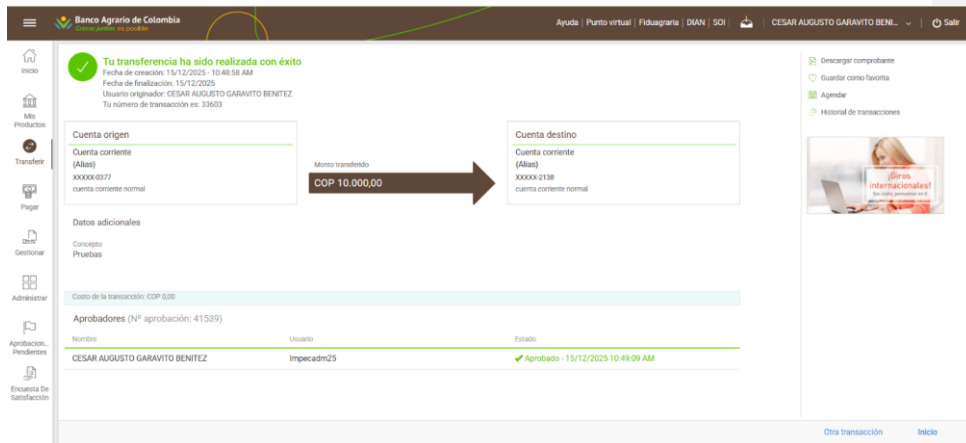 Banco Agrario de Colombia
Crecer juntos es posible
Ayuda | Punto virtual | Fiduagraria | DIAN | SOI |
CESAR AUGUSTO GARAVITO BENI...
Salir
Inicio
Mis
Productos
Transferir
Pagar
Gestionar
Administrar
Aprobacion...
Pendientes
Encuesta De
Satisfacción
Tu transferencia ha sido realizada con éxito
Fecha de creación: 15/12/2025 - 10:48:58 AM
Fecha de finalización: 15/12/2025
Usuario originador: CESAR AUGUSTO GARAVITO BENITEZ
Tu número de transacción es: 33603
Cuenta origen
Cuenta corriente
(Alias)
XXXXX-0377
cuenta corriente normal
Monto transferido
COP 10.000,00
Cuenta destino
Cuenta corriente
(Alias)
XXXXX-2138
cuenta corriente normal
Datos adicionales
Concepto
Pruebas
Costo de la transacción: COP 0,00
Aprobadores (Nº aprobación: 41539)
Nombre Usuario Estado
CESAR AUGUSTO GARAVITO BENITEZ Impecadm25 Aprobado - 15/12/2025 10:49:09 AM
Descargar comprobante
Guardar como favorita
Agendar
Historial de transacciones
¡Giros
internacionales!
Otra transacción Inicio